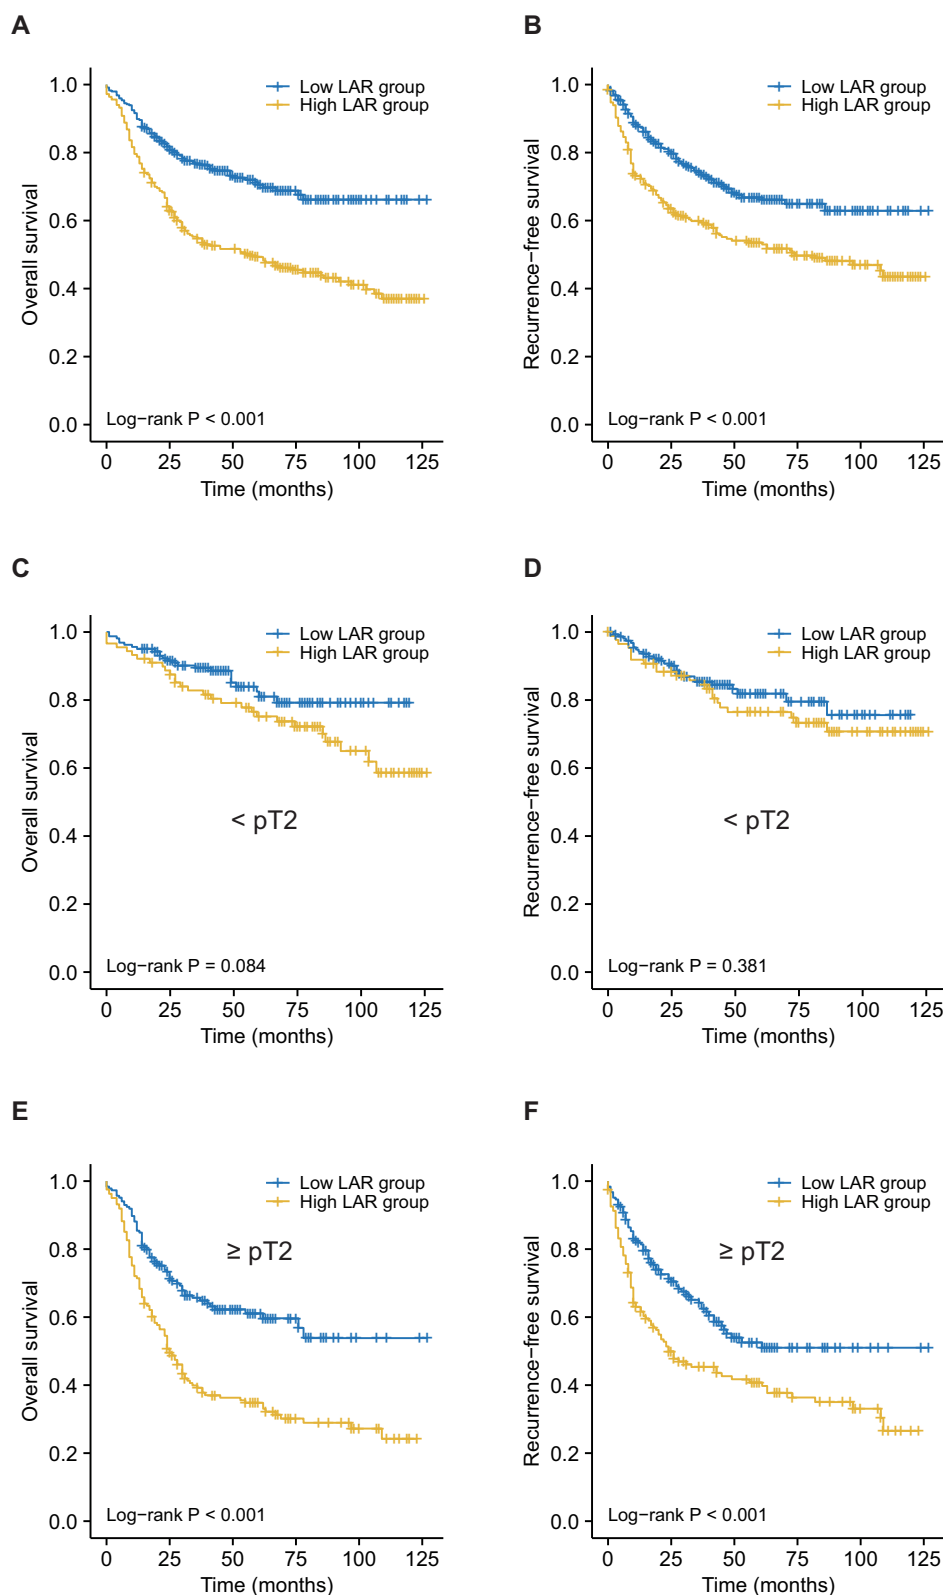 A
Overall survival
1.0
0.8
0.6
0.4
0.2
0.0
Low LAR group
High LAR group
Log−rank P < 0.001
0 25 50 75 100 125
Time (months)
B
Recurrence−free survival
1.0
0.8
0.6
0.4
0.2
0.0
Low LAR group
High LAR group
Log−rank P < 0.001
0 25 50 75 100 125
Time (months)
C
Overall survival
1.0
0.8
0.6
0.4
0.2
0.0
Low LAR group
High LAR group
< pT2
Log−rank P = 0.084
0 25 50 75 100 125
Time (months)
D
Recurrence−free survival
1.0
0.8
0.6
0.4
0.2
0.0
Low LAR group
High LAR group
< pT2
Log−rank P = 0.381
0 25 50 75 100 125
Time (months)
E
Overall survival
1.0
0.8
0.6
0.4
0.2
0.0
Low LAR group
High LAR group
≥ pT2
Log−rank P < 0.001
0 25 50 75 100 125
Time (months)
F
Recurrence−free survival
1.0
0.8
0.6
0.4
0.2
0.0
Low LAR group
High LAR group
≥ pT2
Log−rank P < 0.001
0 25 50 75 100 125
Time (months)